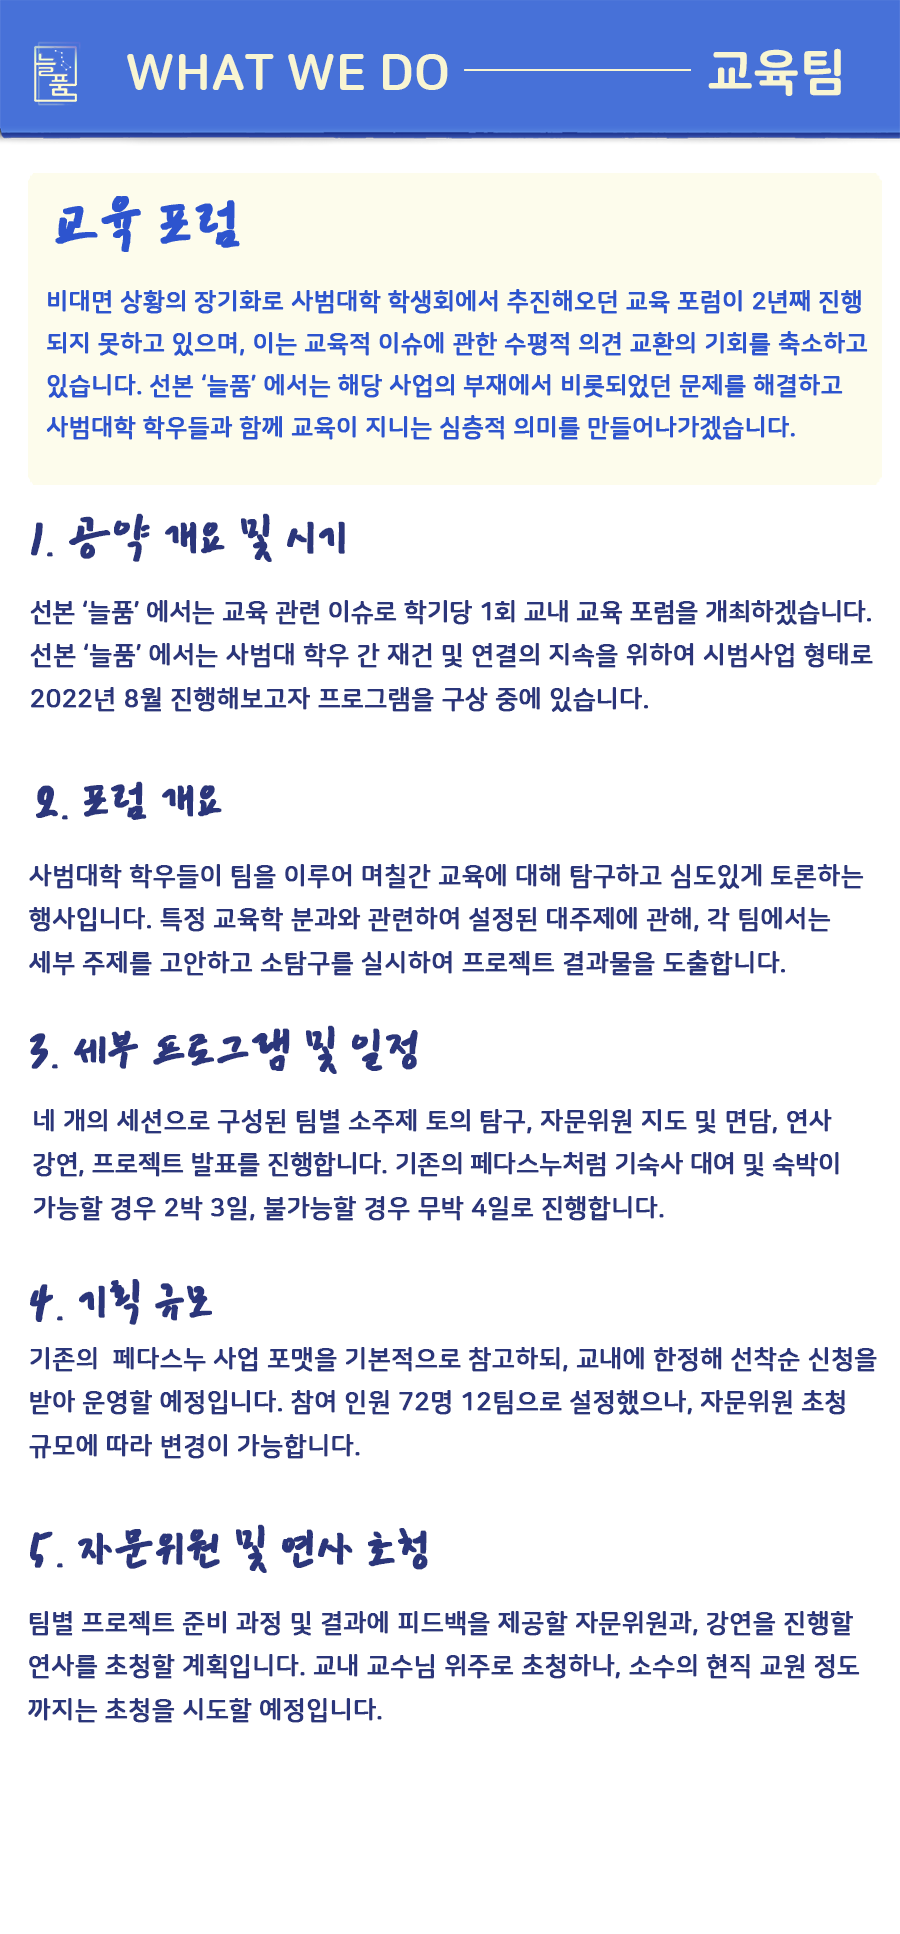 늘품
WHAT WE DO
교육팀
교육 포럼
비대면 상황의 장기화로 사범대학 학생회에서 추진해오던 교육 포럼이 2년째 진행
되지 못하고 있으며, 이는 교육적 이슈에 관한 수평적 의견 교환의 기회를 축소하고
있습니다. 선본 ‘늘품’ 에서는 해당 사업의 부재에서 비롯되었던 문제를 해결하고
사범대학 학우들과 함께 교육이 지니는 심층적 의미를 만들어나가겠습니다.
1. 공약 개요 및 시기
선본 ‘늘품’ 에서는 교육 관련 이슈로 학기당 1회 교내 교육 포럼을 개최하겠습니다.
선본 ‘늘품’ 에서는 사범대 학우 간 재건 및 연결의 지속을 위하여 시범사업 형태로
2022년 8월 진행해보고자 프로그램을 구상 중에 있습니다.
2. 포럼 개요
사범대학 학우들이 팀을 이루어 며칠간 교육에 대해 탐구하고 심도있게 토론하는
행사입니다. 특정 교육학 분과와 관련하여 설정된 대주제에 관해, 각 팀에서는
세부 주제를 고안하고 소탐구를 실시하여 프로젝트 결과물을 도출합니다.
3. 세부 프로그램 및 일정
네 개의 세션으로 구성된 팀별 소주제 토의 탐구, 자문위원 지도 및 면담, 연사
강연, 프로젝트 발표를 진행합니다. 기존의 페다스누처럼 기숙사 대여 및 숙박이
가능할 경우 2박 3일, 불가능할 경우 무박 4일로 진행합니다.
4. 기획 규모
기존의 페다스누 사업 포맷을 기본적으로 참고하되, 교내에 한정해 선착순 신청을
받아 운영할 예정입니다. 참여 인원 72명 12팀으로 설정했으나, 자문위원 초청
규모에 따라 변경이 가능합니다.
5. 자문위원 및 연사 초청
팀별 프로젝트 준비 과정 및 결과에 피드백을 제공할 자문위원과, 강연을 진행할
연사를 초청할 계획입니다. 교내 교수님 위주로 초청하나, 소수의 현직 교원 정도
까지는 초청을 시도할 예정입니다.